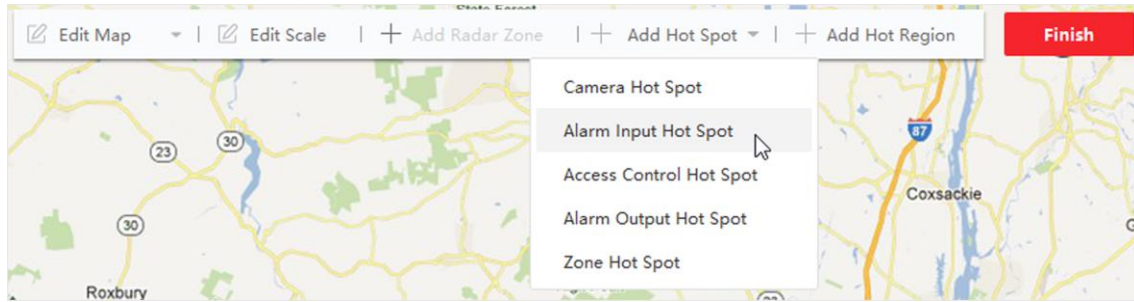 State Forest
Edit Map | Edit Scale | Add Radar Zone | Add Hot Spot | Add Hot Region
Finish
Camera Hot Spot
Alarm Input Hot Spot
Access Control Hot Spot
Alarm Output Hot Spot
Zone Hot Spot
87
30
23
Coxsackie
30
Roxbury